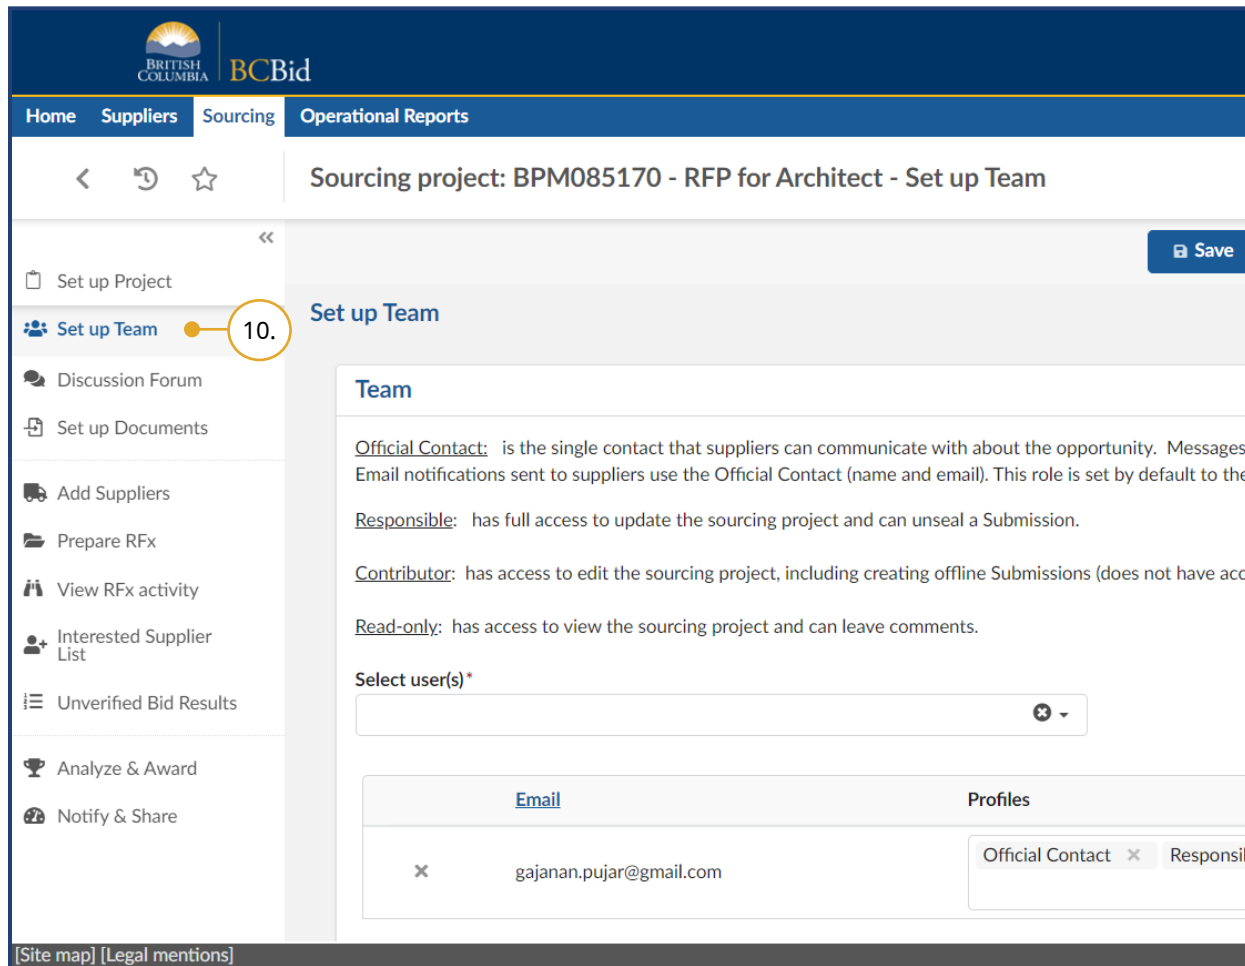 BRITISH
COLUMBIA
BCBid
Home Suppliers Sourcing Operational Reports
Sourcing project: BPM085170 - RFP for Architect - Set up Team
Save
Set up Project
Set up Team
10.
Set up Team
Discussion Forum
Team
Set up Documents
Official Contact: is the single contact that suppliers can communicate with about the opportunity. Messages
Email notifications sent to suppliers use the Official Contact (name and email). This role is set by default to the
Add Suppliers
Responsible: has full access to update the sourcing project and can unseal a Submission.
Prepare RFx
Contributor: has access to edit the sourcing project, including creating offline Submissions (does not have acc
View RFx activity
Read-only: has access to view the sourcing project and can leave comments.
Interested Supplier
List
Select user(s)*
Unverified Bid Results
Analyze & Award
Email Profiles
Notify & Share
gajanan.pujar@gmail.com
Official Contact Responsi
[Site map] [Legal mentions]